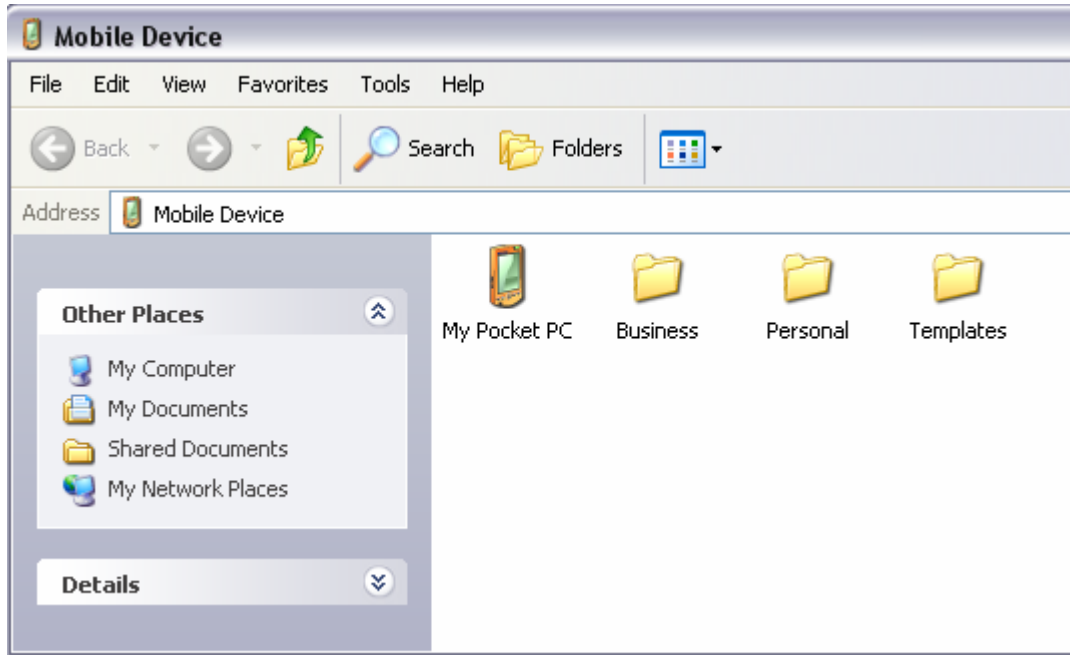 Mobile Device
File Edit View Favorites Tools Help
Back Search Folders
Address Mobile Device
Other Places
My Computer
My Documents
Shared Documents
My Network Places
Details
My Pocket PC Business Personal Templates